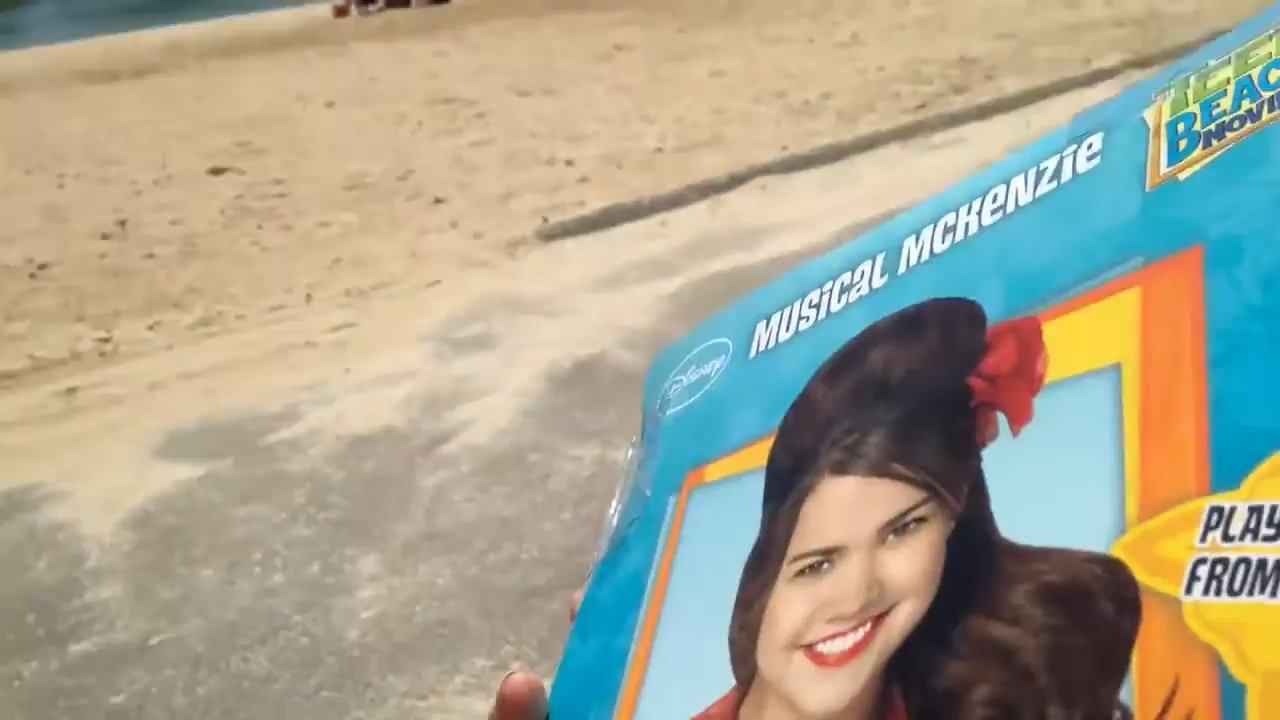 TEEN
BEACH
MOVIE
MUSICAL MCKENZIE
Disney
PLAY
FROM